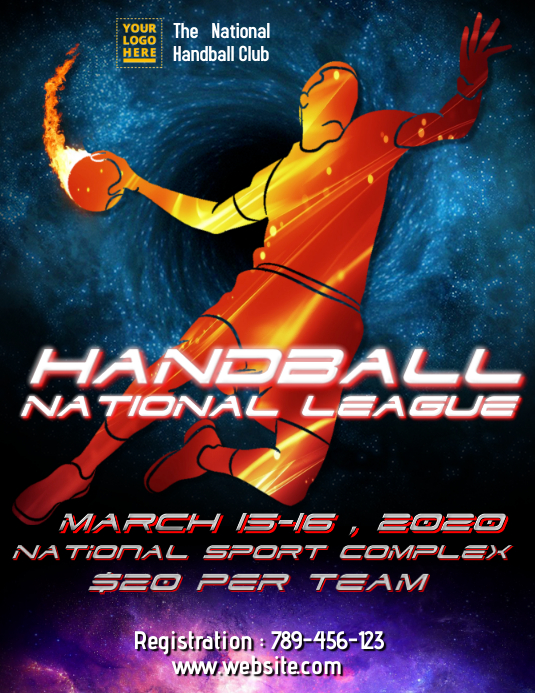 YOUR
LOGO
HERE
The National
Handball Club
HANDBALL
NATIONAL LEAGUE
MARCH 15-16 , 2020
NATIONAL SPORT COMPLEX
$20 PER TEAM
Registration : 789-456-123
www.website.com